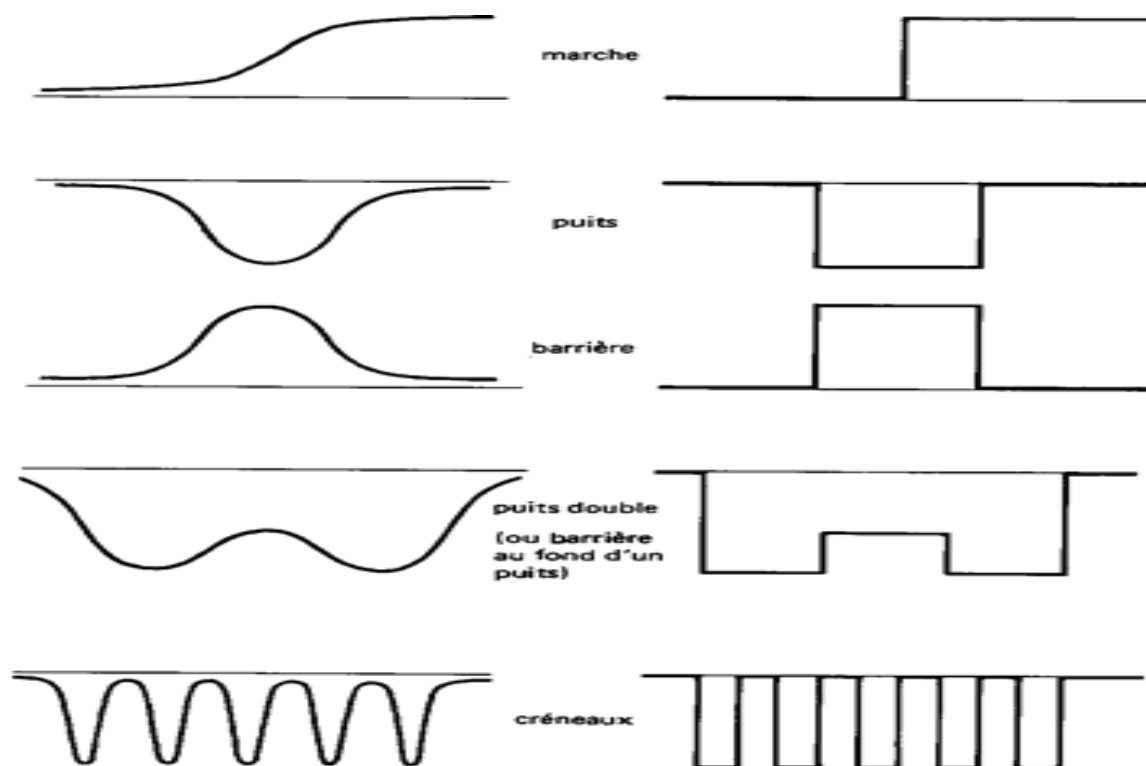 marche
puits
barrière
puits double
(ou barrière
au fond d'un
puits)
créneaux